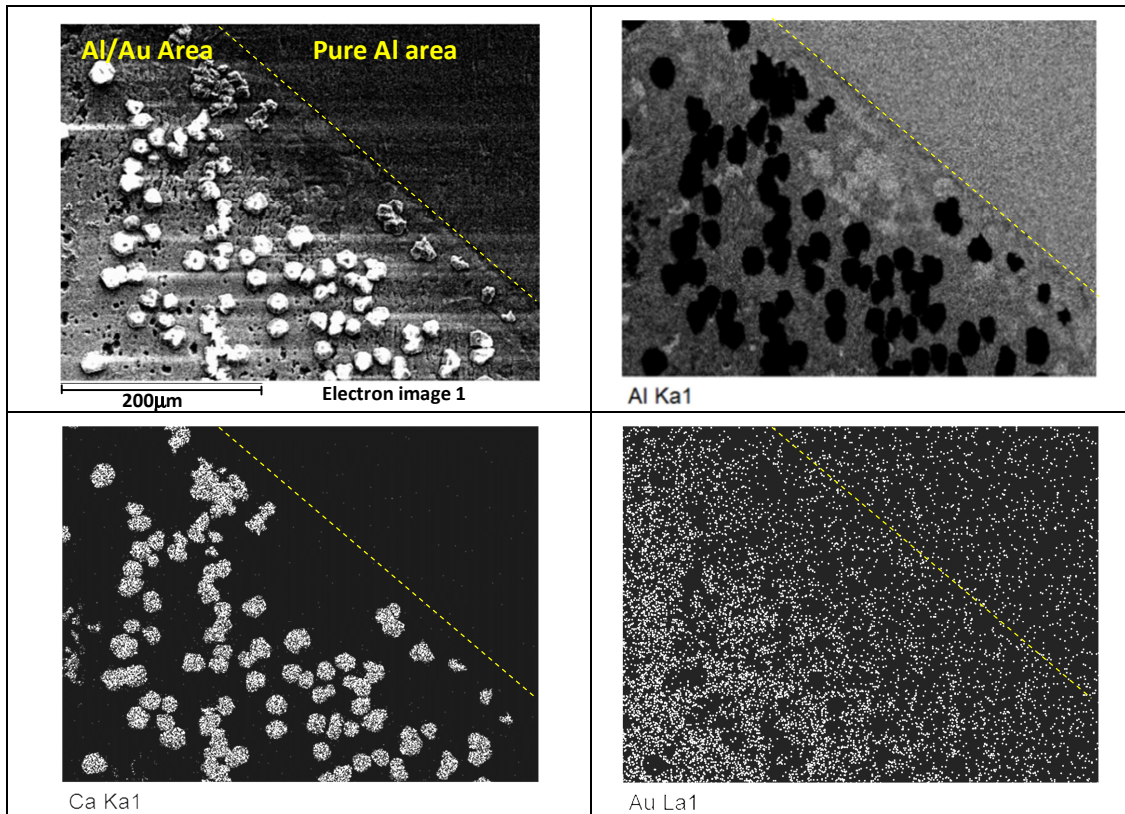 Al/Au Area
Pure Al area
200μm
Electron image 1
Al Ka1
Ca Ka1
Au La1